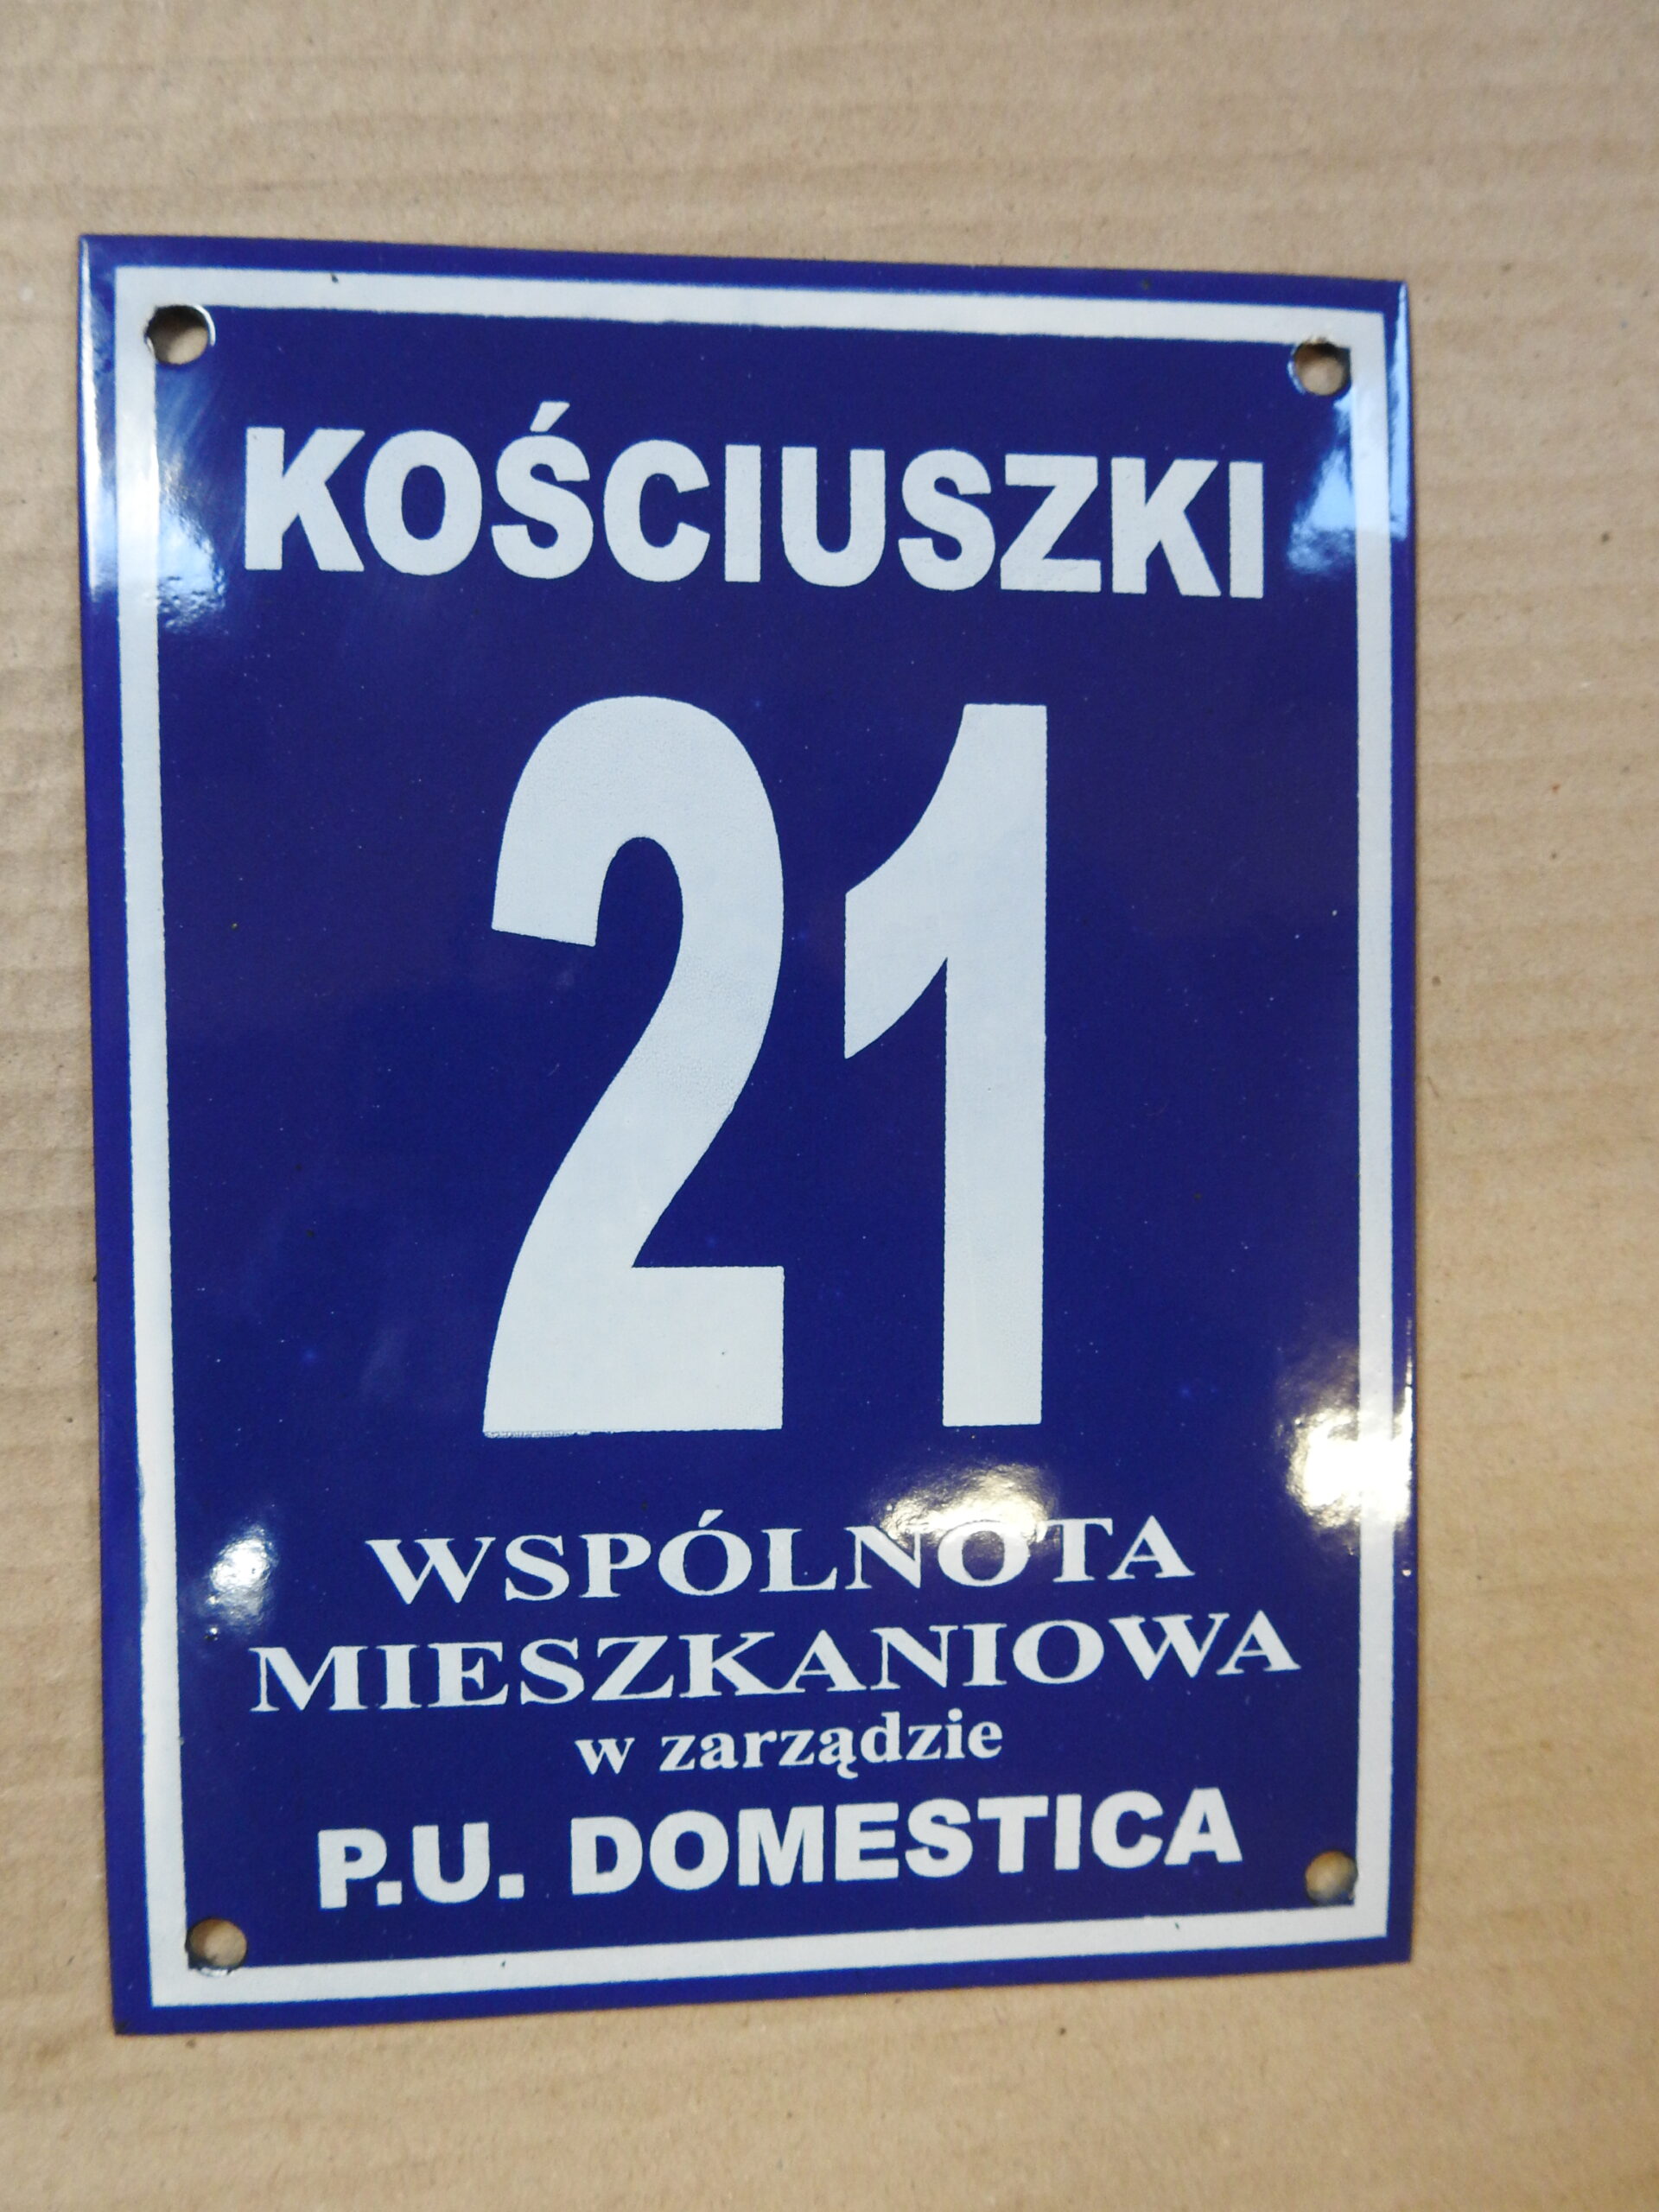 KOŚCIUSZKI
21
WSPÓLNOTA
MIESZKANIOWA
w zarządzie
P.U. DOMESTICA